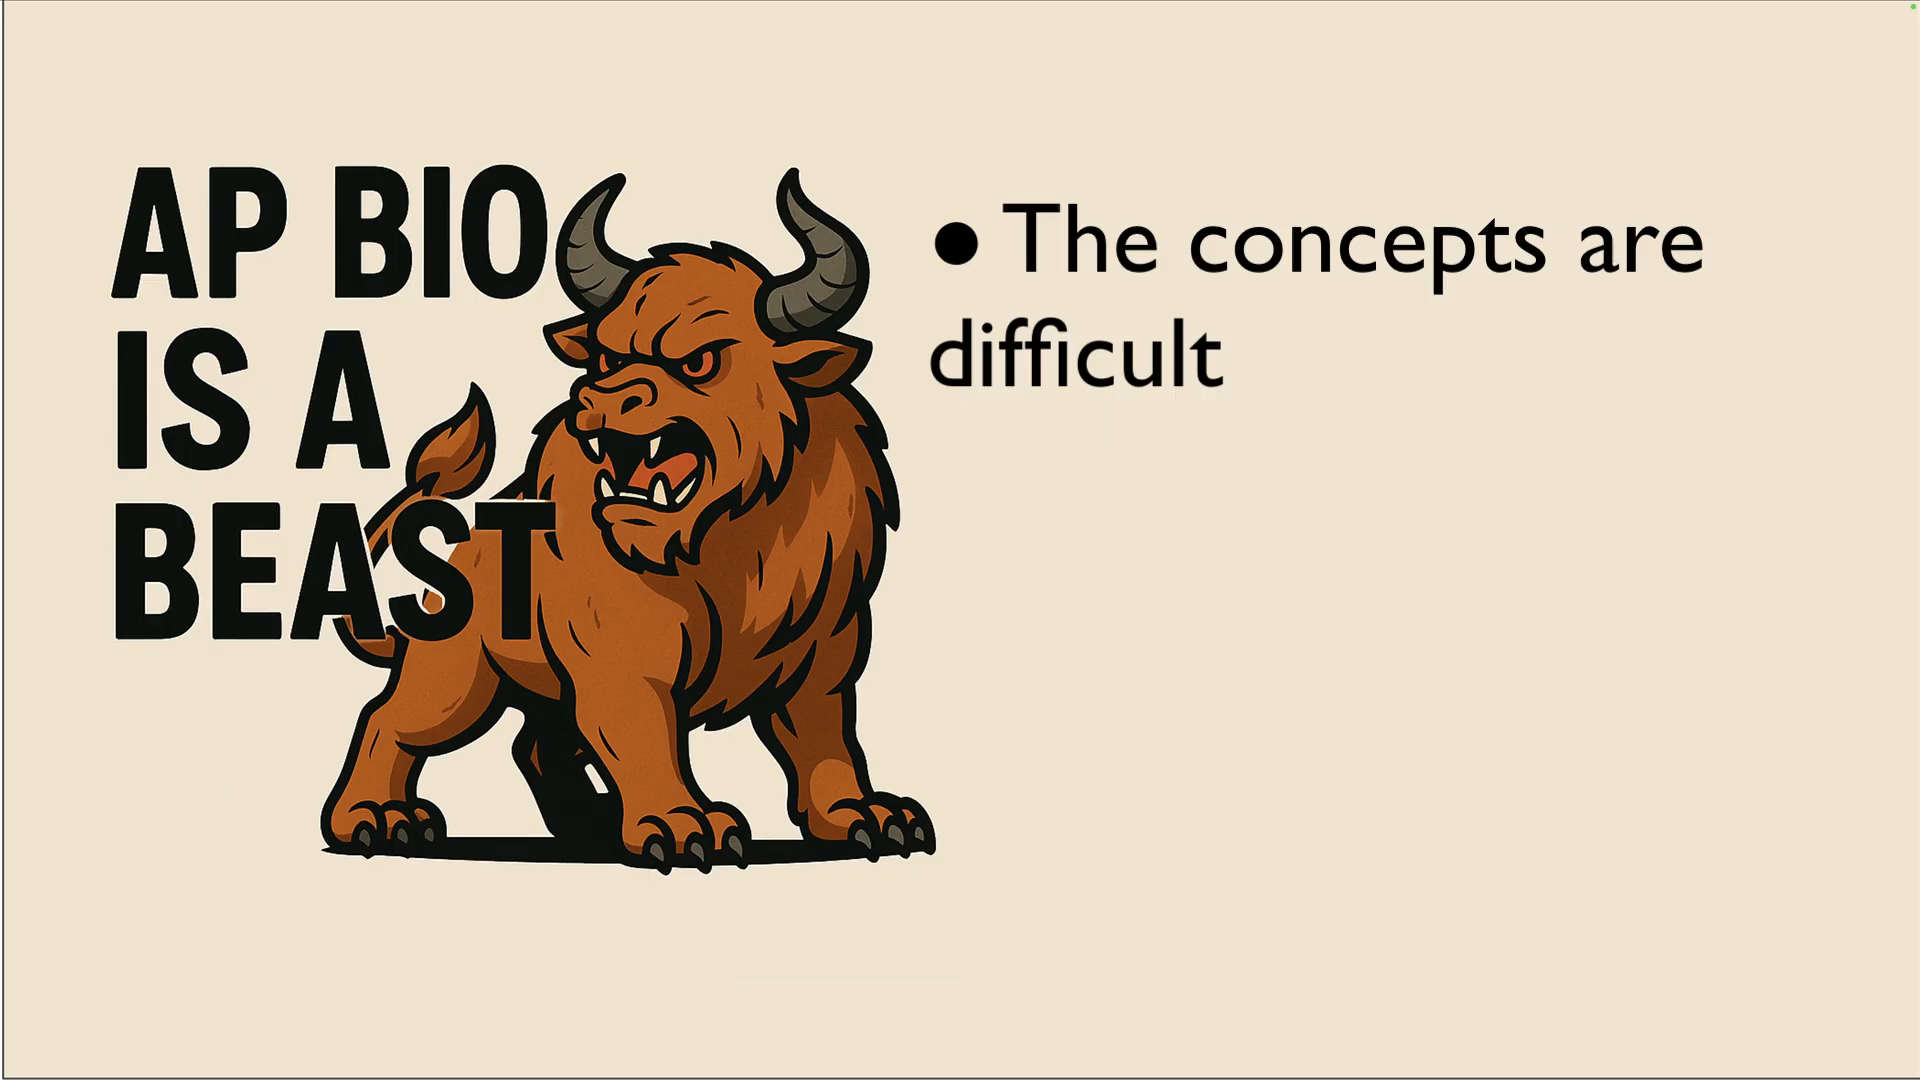 AP BIO
IS A
BEAST
● The concepts are
difficult